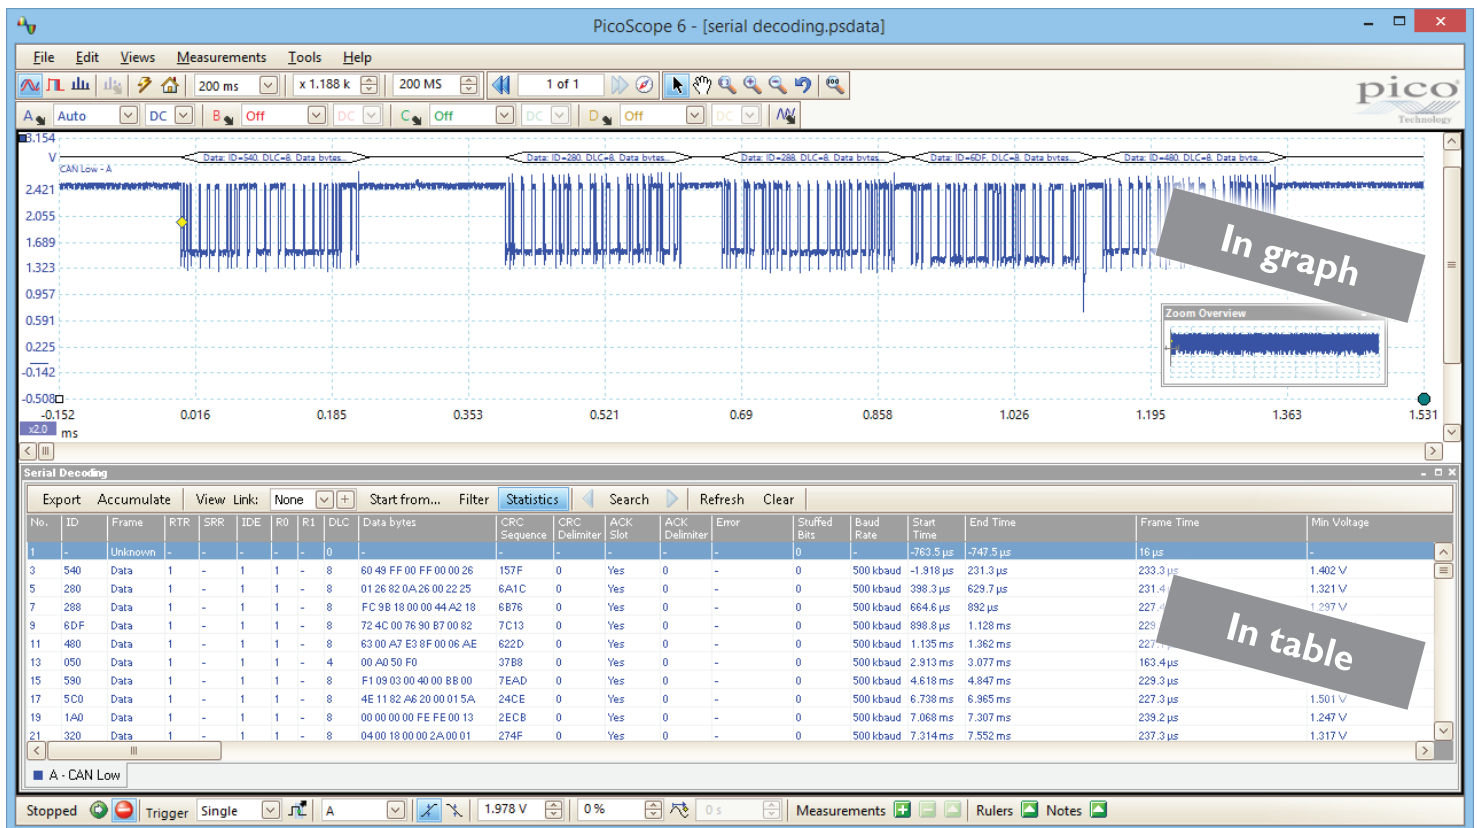 PicoScope 6 - [serial decoding.psdata]
File Edit Views Measurements Tools Help
200 ms x 1.188 k 200 MS 1 of 1
pico
Technology
A Auto DC B Off DC C Off DC D Off DC
3.154
V
Data: ID=540, DLC=8, Data bytes... Data: ID=280, DLC=8, Data bytes... Data: ID=288, DLC=8, Data bytes... Data: ID=6DF, DLC=8, Data bytes... Data: ID=480, DLC=8, Data byte...
CAN Low - A
2.421
2.055
1.689
1.323
0.957
0.591
0.225
-0.142
-0.508
In graph
Zoom Overview
-0.152 0.016 0.185 0.353 0.521 0.69 0.858 1.026 1.195 1.363 1.531
x2.0 ms
Serial Decoding
Export Accumulate View Link: None Start from... Filter Statistics Search Refresh Clear
No. ID Frame RTR SRR IDE R0 R1 DLC Data bytes CRC Sequence CRC Delimiter ACK Slot ACK Delimiter Error Stuffed Bits Baud Rate Start Time End Time Frame Time Min Voltage
1 - Unknown - - - - - 0 - - - - - - 0 - -763.5 µs -747.5 µs 16 µs -
3 540 Data 1 - 1 1 - 8 60 49 FF 00 FF 00 00 26 157F 0 Yes 0 - 0 500 kbaud -1.918 µs 231.3 µs 233.3 µs 1.402 V
5 280 Data 1 - 1 1 - 8 01 26 82 0A 26 00 22 25 6A1C 0 Yes 0 - 0 500 kbaud 398.3 µs 629.7 µs 231.4 1.321 V
7 288 Data 1 - 1 1 - 8 FC 9B 18 00 00 44 A2 18 6B76 0 Yes 0 - 0 500 kbaud 664.6 µs 892 µs 227.4 1.297 V
9 6DF Data 1 - 1 1 - 8 72 4C 00 76 90 B7 00 82 7C13 0 Yes 0 - 0 500 kbaud 898.8 µs 1.128 ms 229
11 480 Data 1 - 1 1 - 8 63 00 A7 E3 8F 00 06 AE 622D 0 Yes 0 - 0 500 kbaud 1.135 ms 1.362 ms 227
13 050 Data 1 - 1 1 - 4 00 A0 50 F0 37B8 0 Yes 0 - 0 500 kbaud 2.913 ms 3.077 ms 163.4 µs
15 590 Data 1 - 1 1 - 8 F1 09 03 00 40 00 BB 00 7EAD 0 Yes 0 - 0 500 kbaud 4.618 ms 4.847 ms 229.3 µs
17 5C0 Data 1 - 1 1 - 8 4E 11 82 A6 20 00 01 5A 24CE 0 Yes 0 - 0 500 kbaud 6.738 ms 6.965 ms 227.3 µs 1.501 V
19 1A0 Data 1 - 1 1 - 8 00 00 00 00 FE FE 00 13 2ECB 0 Yes 0 - 0 500 kbaud 7.068 ms 7.307 ms 239.2 µs 1.247 V
21 320 Data 1 - 1 1 - 8 04 00 18 00 00 2A 00 01 274F 0 Yes 0 - 0 500 kbaud 7.314 ms 7.552 ms 237.3 µs 1.317 V
In table
A - CAN Low
Stopped Trigger Single A 1.978 V 0 % 0 s Measurements Rulers Notes